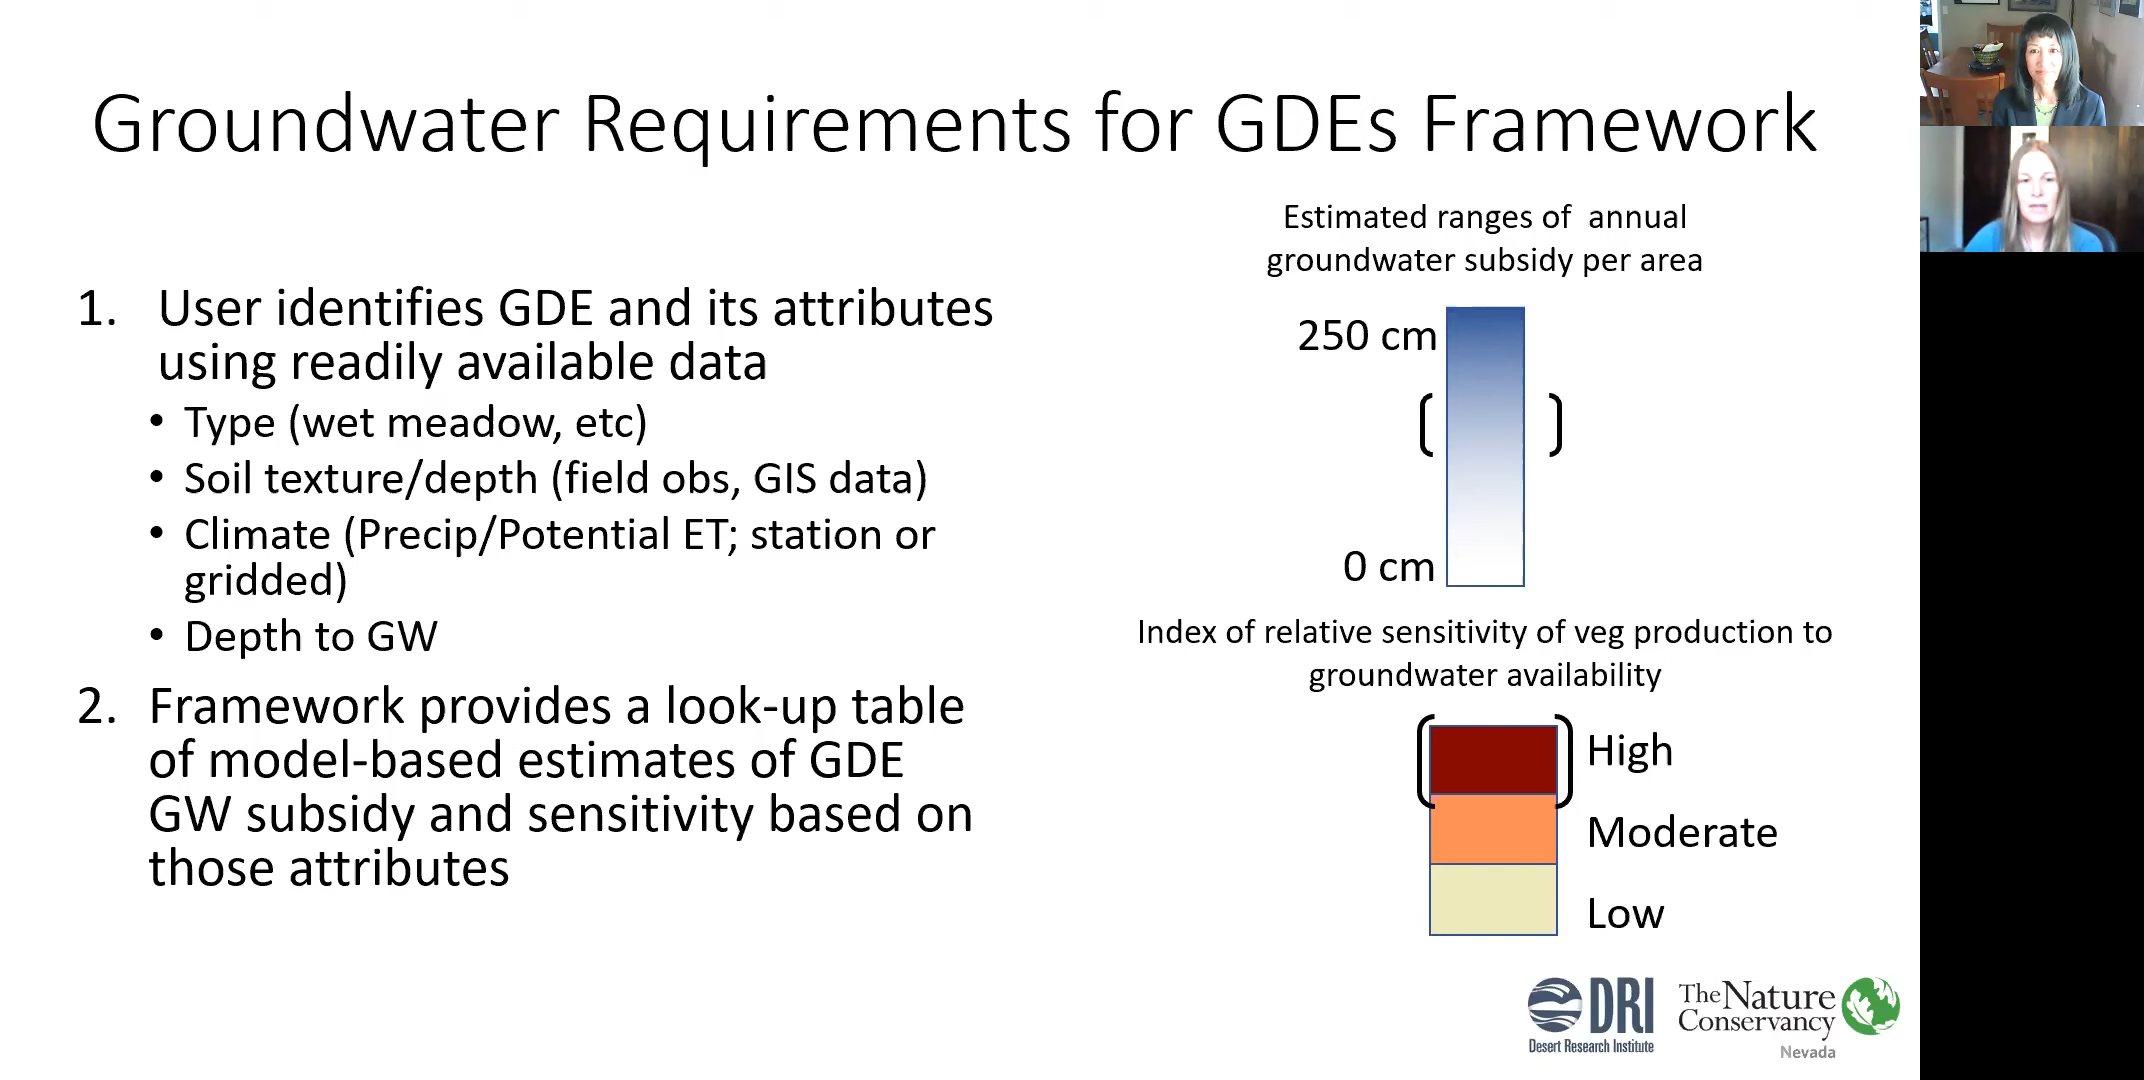 Groundwater Requirements for GDEs Framework
1. User identifies GDE and its attributes
using readily available data
• Type (wet meadow, etc)
• Soil texture/depth (field obs, GIS data)
• Climate (Precip/Potential ET; station or
gridded)
• Depth to GW
2. Framework provides a look-up table
of model-based estimates of GDE
GW subsidy and sensitivity based on
those attributes
Estimated ranges of annual
groundwater subsidy per area
250 cm
0 cm
Index of relative sensitivity of veg production to
groundwater availability
High
Moderate
Low
DRI
Desert Research Institute
The Nature
Conservancy
Nevada